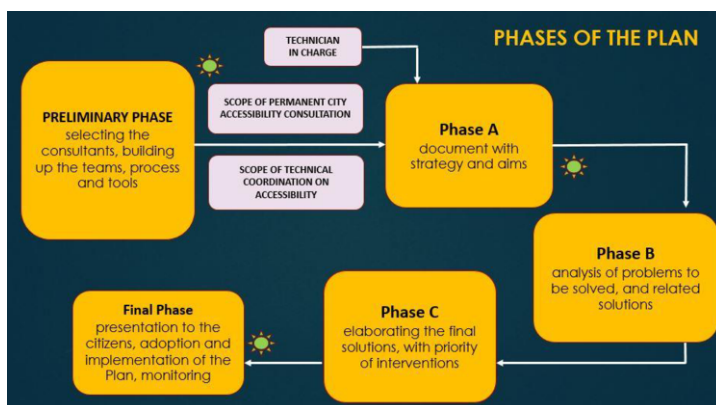 PHASES OF THE PLAN
TECHNICIAN
IN CHARGE
PRELIMINARY PHASE
selecting the
consultants, building
up the teams, process
and tools
SCOPE OF PERMANENT CITY
ACCESSIBILITY CONSULTATION
SCOPE OF TECHNICAL
COORDINATION ON
ACCESSIBILITY
Phase A
document with
strategy and aims
Phase B
analysis of problems to
be solved, and related
solutions
Phase C
elaborating the final
solutions, with priority
of interventions
Final Phase
presentation to the
citizens, adoption and
implementation of the
Plan, monitoring